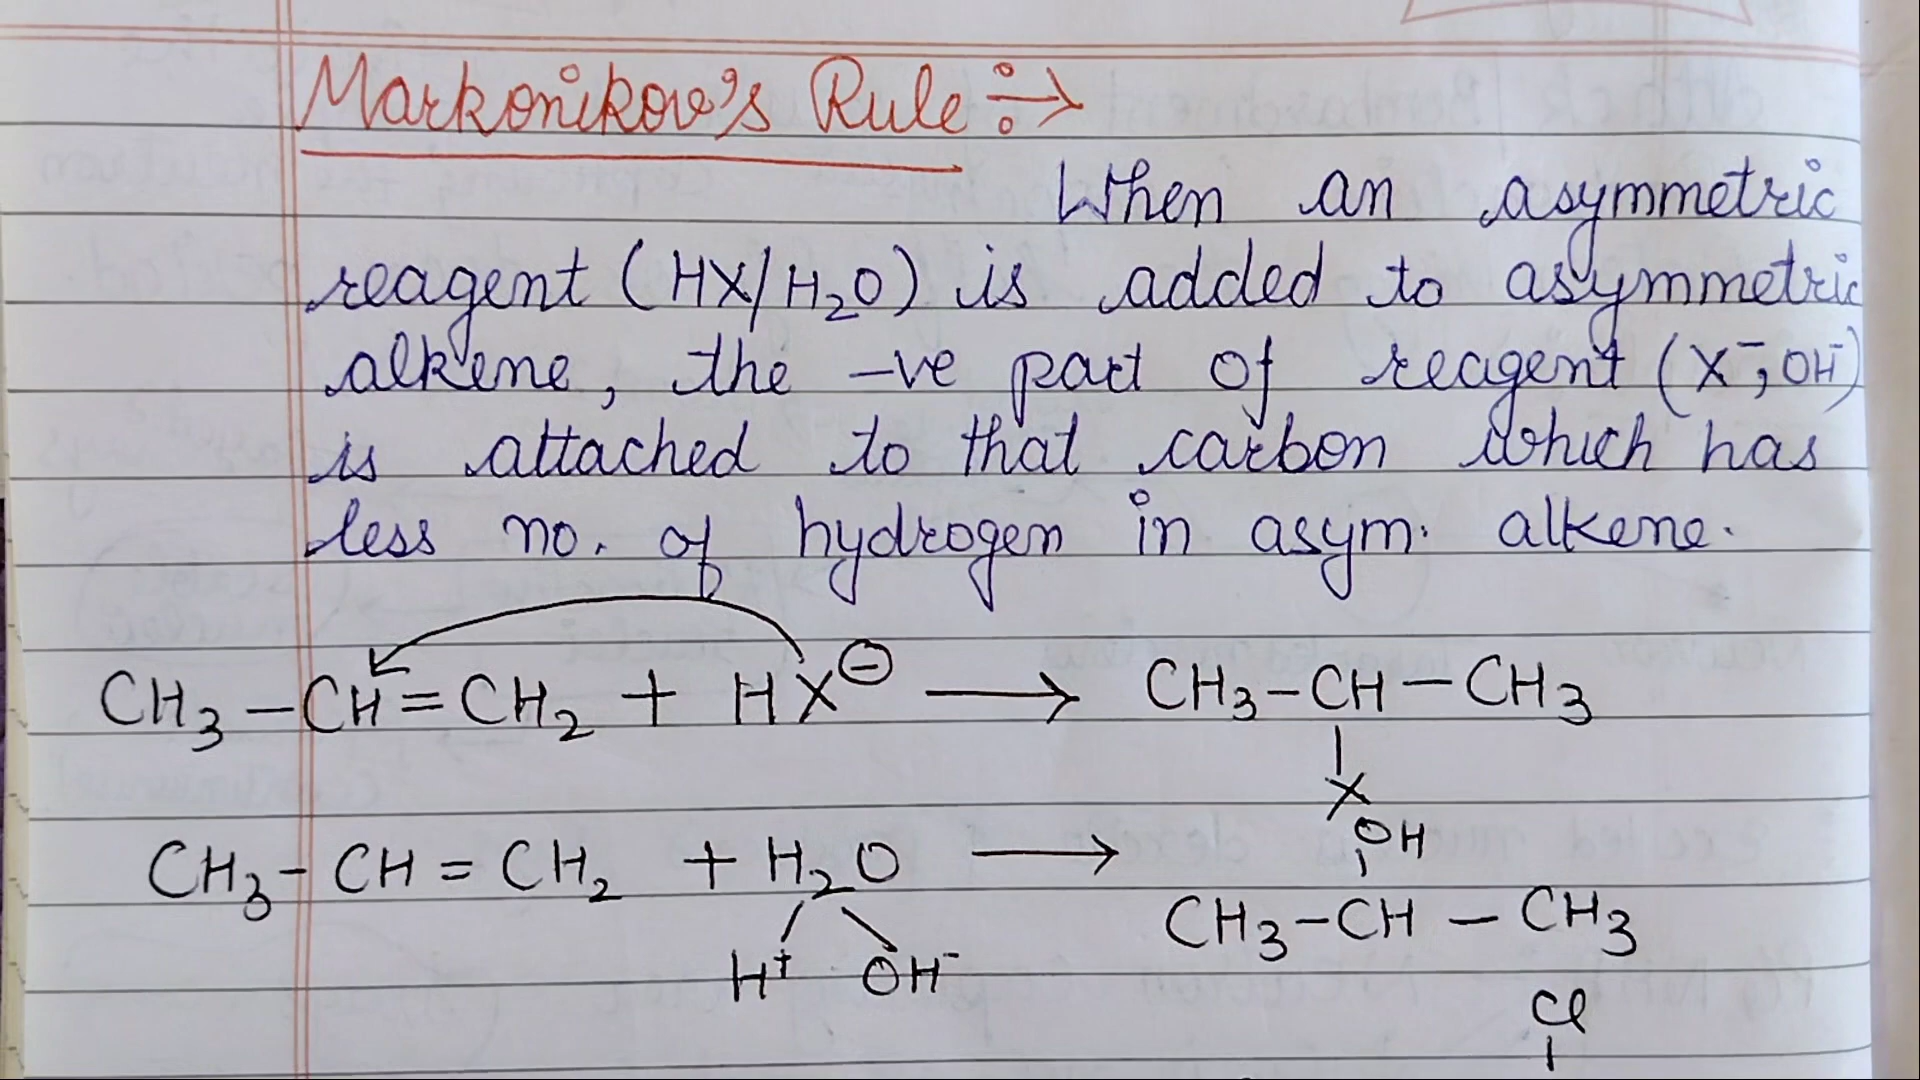 Markonikov's Rule ÷→
When an asymmetric
reagent (HX/H₂O) is added to asymmetric
alkene, the -ve part of reagent (X⁻, OH⁻)
is attached to that carbon which has
less no. of hydrogen in asym. alkene.
CH₃-CH=CH₂ + HX⊖ → CH₃-CH-CH₃
X
OH
CH₃-CH=CH₂ + H₂O →
CH₃-CH-CH₃
H⁺ OH⁻
Cl